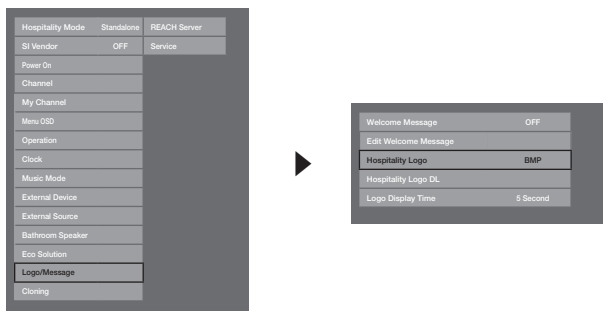 Hospitality Mode Standalone REACH Server
SI Vendor OFF Service
Power On
Channel
My Channel
Menu OSD
Operation
Clock
Music Mode
External Device
External Source
Bathroom Speaker
Eco Solution
Logo/Message
Cloning
Welcome Message OFF
Edit Welcome Message
Hospitality Logo BMP
Hospitality Logo DL
Logo Display Time 5 Second